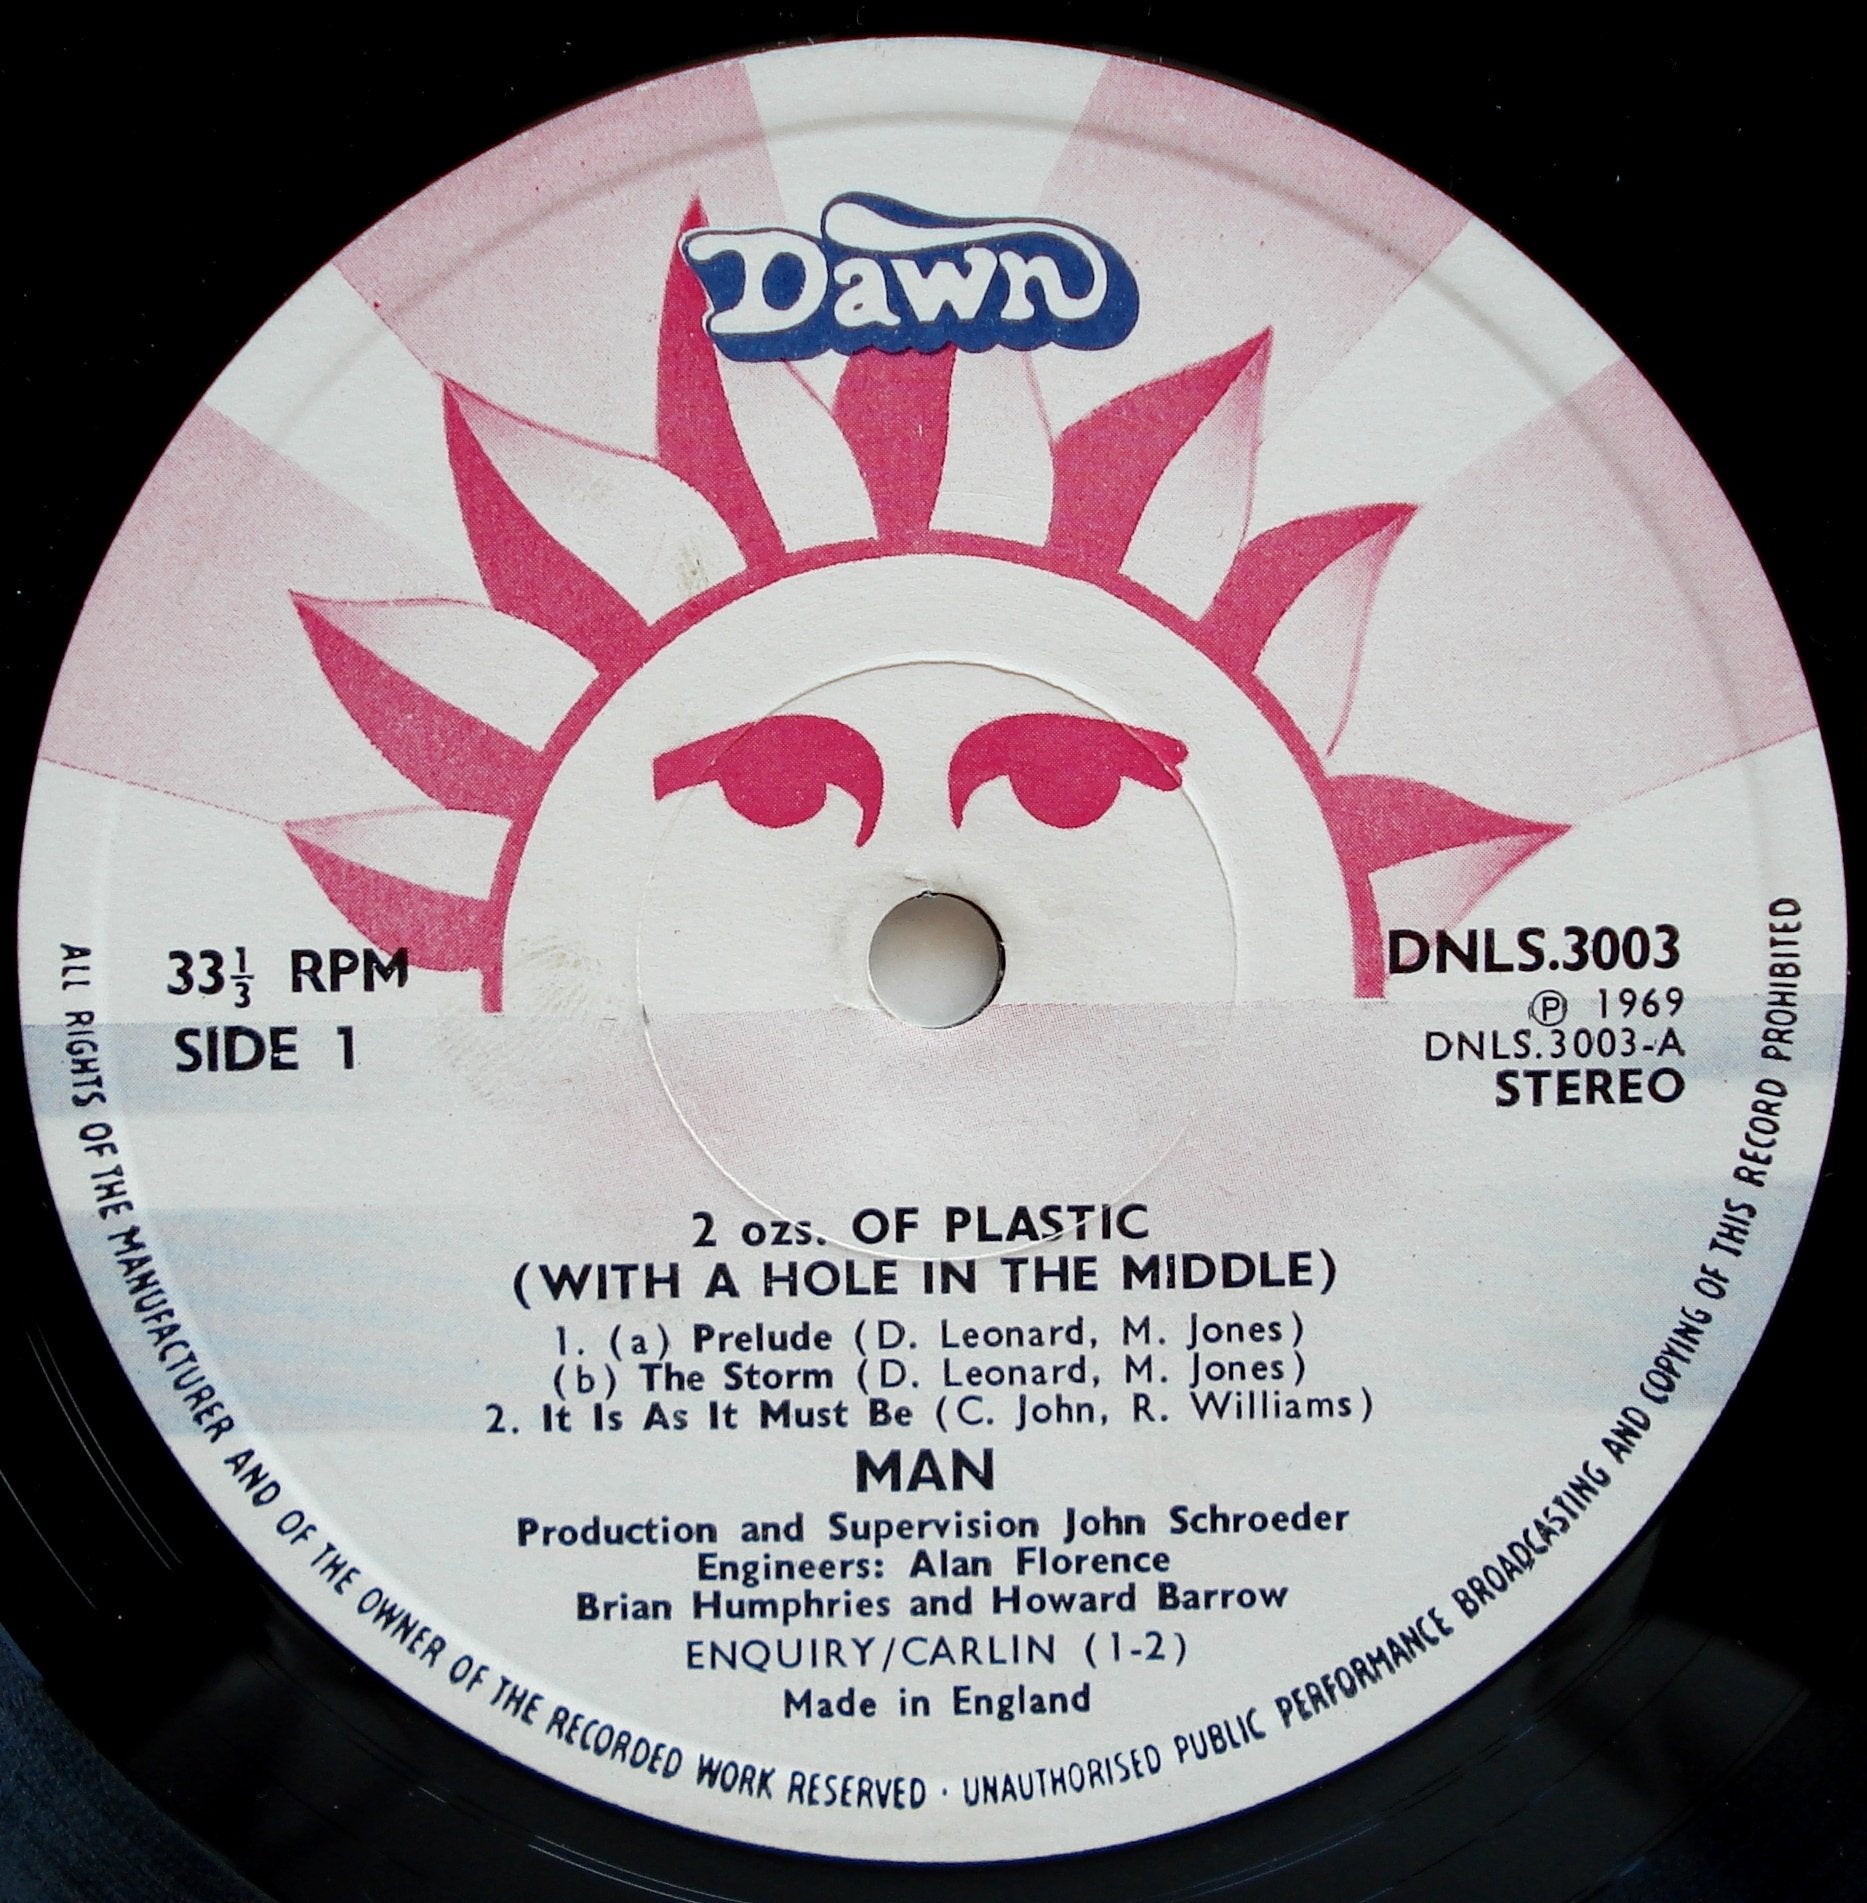 Dawn
33⅓ RPM
SIDE 1
DNLS.3003
℗ 1969
DNLS.3003-A
STEREO
2 ozs. OF PLASTIC
(WITH A HOLE IN THE MIDDLE)
1. (a) Prelude (D. Leonard, M. Jones)
(b) The Storm (D. Leonard, M. Jones)
2. It Is As It Must Be (C. John, R. Williams)
MAN
Production and Supervision John Schroeder
Engineers: Alan Florence
Brian Humphries and Howard Barrow
ENQUIRY/CARLIN (1-2)
Made in England
ALL RIGHTS OF THE MANUFACTURER AND OF THE OWNER OF THE RECORDED WORK RESERVED · UNAUTHORISED PUBLIC PERFORMANCE BROADCASTING AND COPYING OF THIS RECORD PROHIBITED